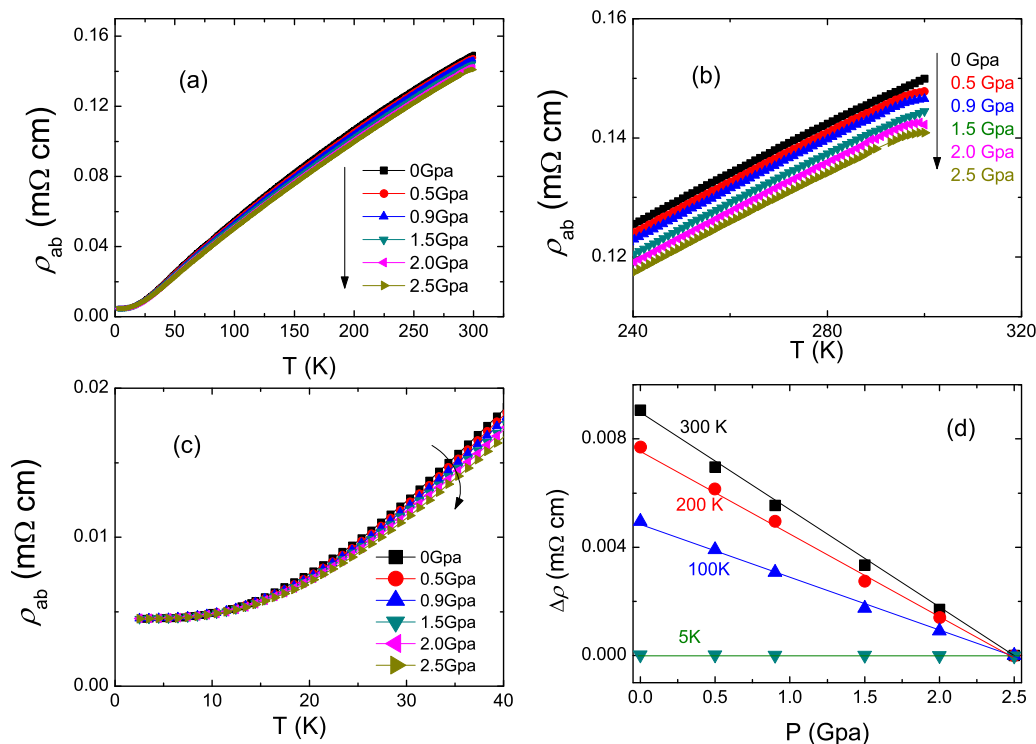 (a)
0.16
0.12
0.08
0.04
0.00
ρab (mΩ cm)
0 50 100 150 200 250 300
T (K)
0Gpa
0.5Gpa
0.9Gpa
1.5Gpa
2.0Gpa
2.5Gpa
(b)
0.16
0.14
0.12
ρab (mΩ cm)
240 280 320
T (K)
0 Gpa
0.5 Gpa
0.9 Gpa
1.5 Gpa
2.0 Gpa
2.5 Gpa
(c)
0.02
0.01
0.00
ρab (mΩ cm)
0 10 20 30 40
T (K)
0Gpa
0.5Gpa
0.9Gpa
1.5Gpa
2.0Gpa
2.5Gpa
(d)
0.008
0.004
0.000
Δρ (mΩ cm)
300 K
200 K
100K
5K
0.0 0.5 1.0 1.5 2.0 2.5
P (Gpa)